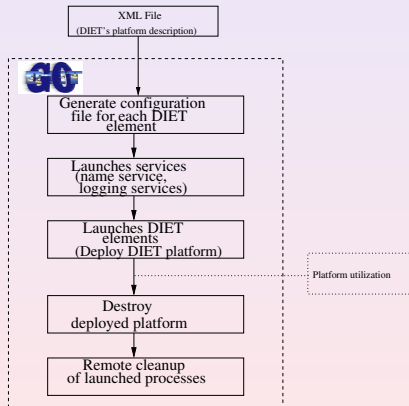 XML File
(DIET's platform description)
GO
Generate configuration
file for each DIET
element
Launches services
(name service,
logging services)
Launches DIET
elements
(Deploy DIET platform)
Platform utilization
Destroy
deployed platform
Remote cleanup
of launched processes